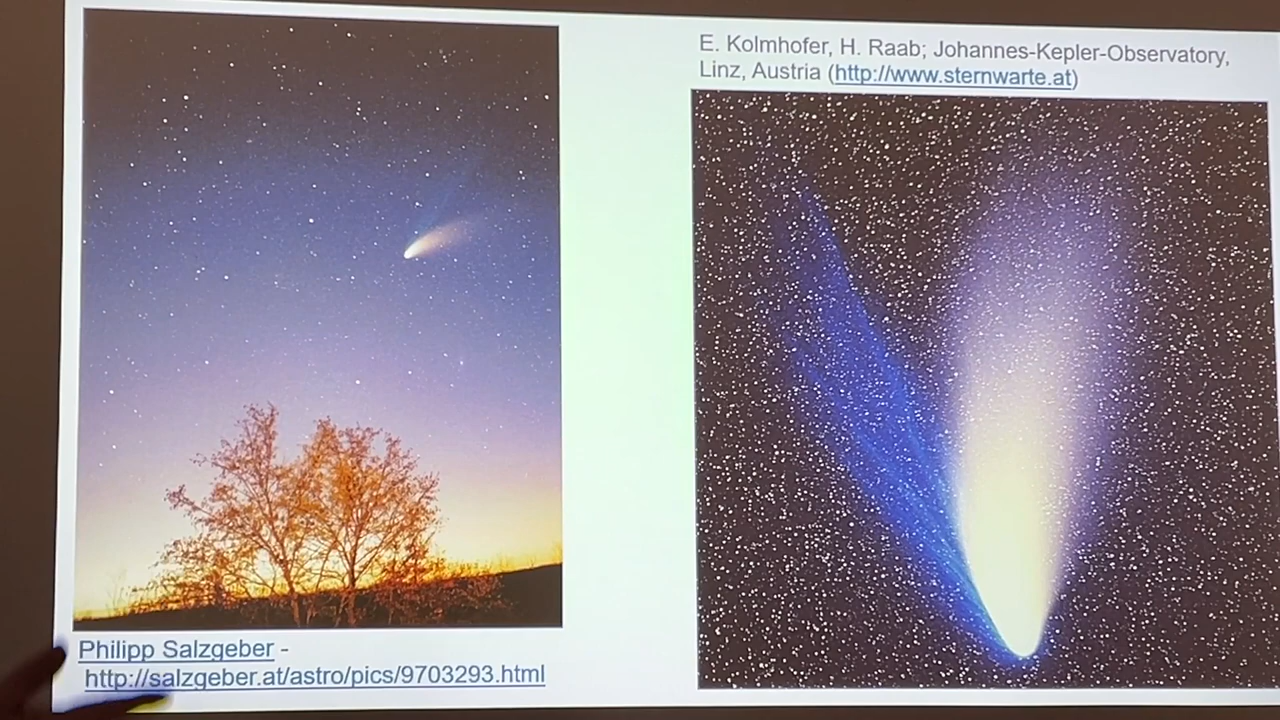 E. Kolmhofer, H. Raab; Johannes-Kepler-Observatory,
Linz, Austria (http://www.sternwarte.at)
Philipp Salzgeber -
http://salzgeber.at/astro/pics/9703293.html